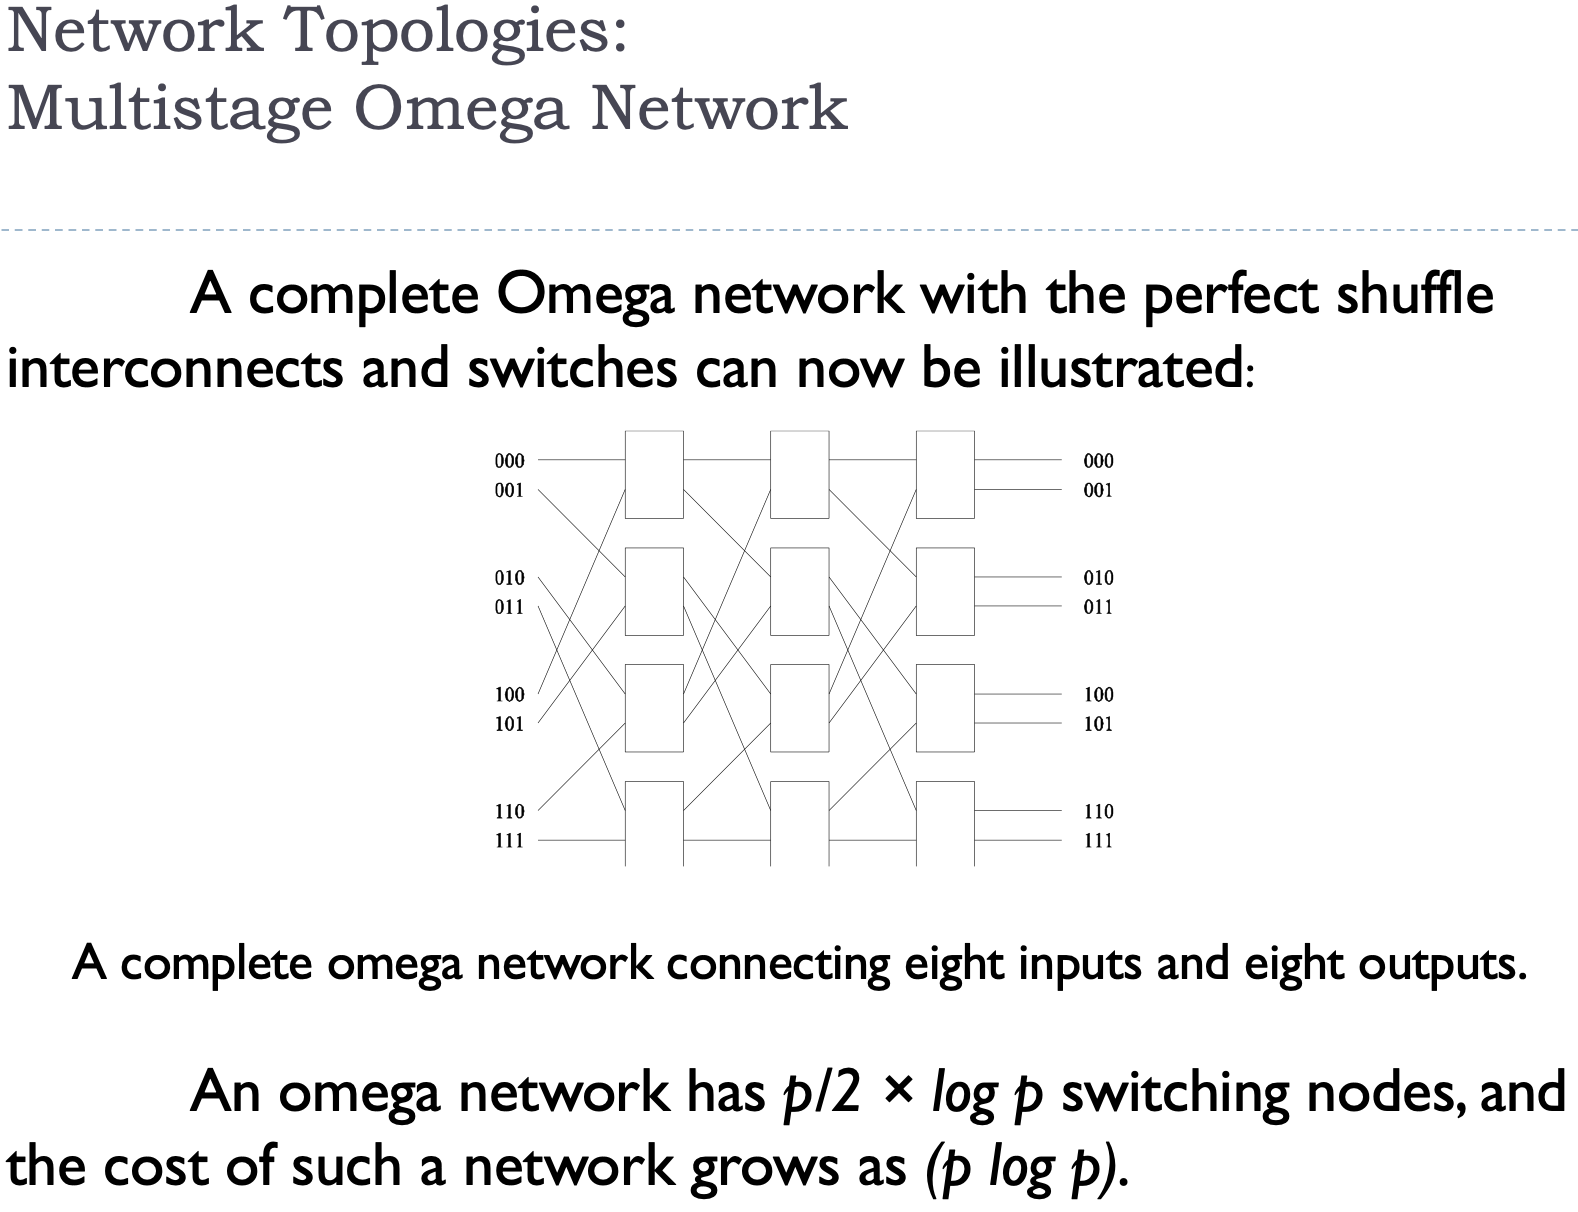 Network Topologies:
Multistage Omega Network
A complete Omega network with the perfect shuffle
interconnects and switches can now be illustrated:
000 000
001 001
010 010
011 011
100 100
101 101
110 110
111 111
A complete omega network connecting eight inputs and eight outputs.
An omega network has p/2 × log p switching nodes, and
the cost of such a network grows as (p log p).